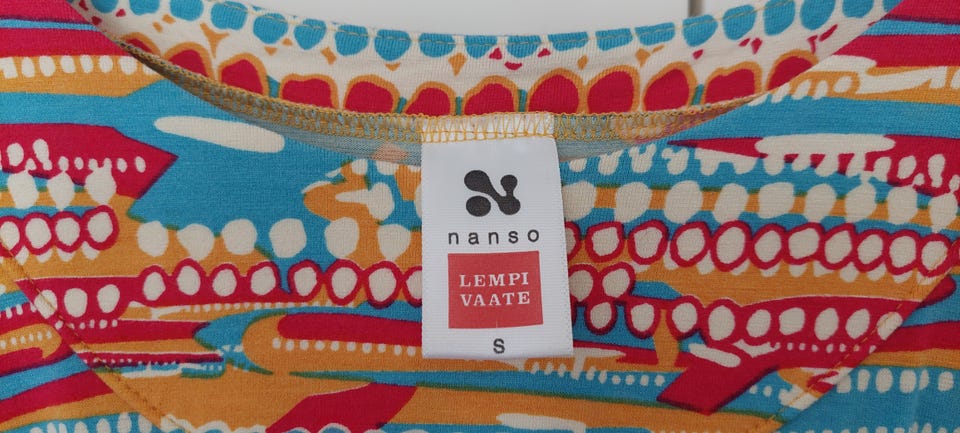 nanso
LEMPI
VAATE
S